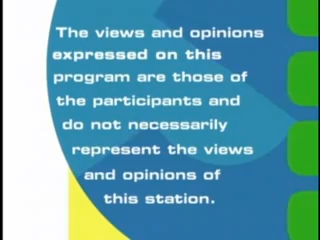 The views and opinions
expressed on this
program are those of
the participants and
do not necessarily
represent the views
and opinions of
this station.